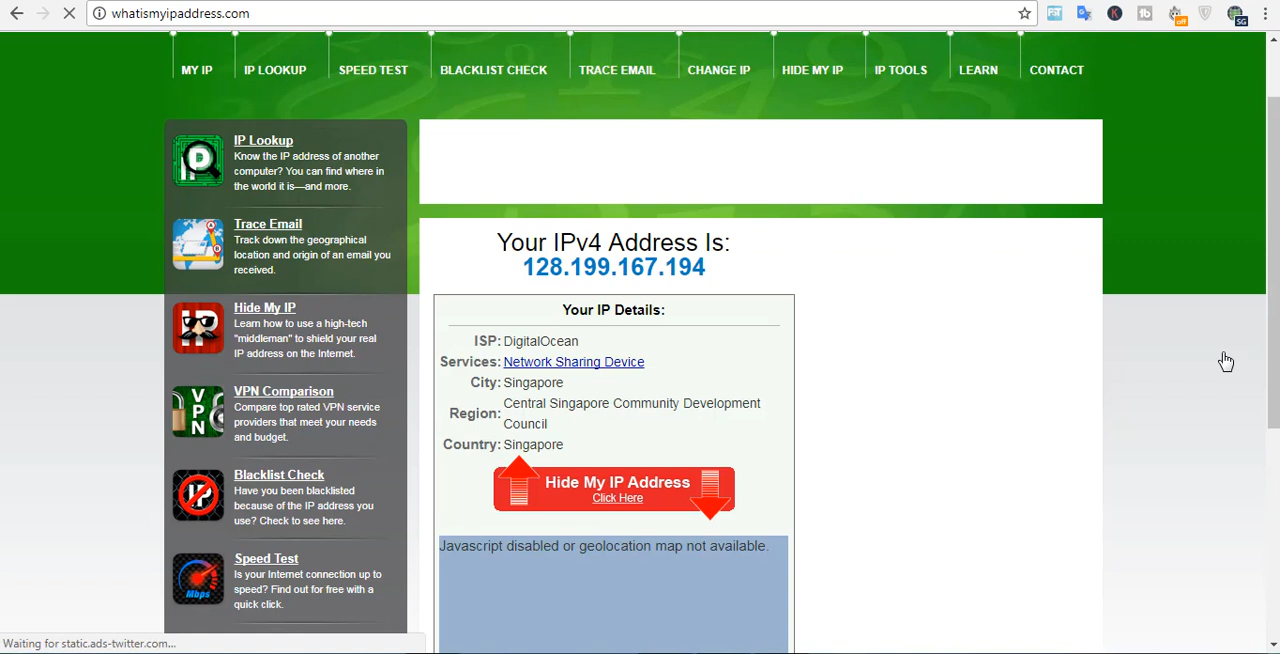 whatismyipaddress.com
PST
K
off
SG
MY IP
IP LOOKUP
SPEED TEST
BLACKLIST CHECK
TRACE EMAIL
CHANGE IP
HIDE MY IP
IP TOOLS
LEARN
CONTACT
IP Lookup
Know the IP address of another
computer? You can find where in
the world it is—and more.
Trace Email
Track down the geographical
location and origin of an email you
received.
IP
Hide My IP
Learn how to use a high-tech
"middleman" to shield your real
IP address on the Internet.
VPN
VPN Comparison
Compare top rated VPN service
providers that meet your needs
and budget.
IP
Blacklist Check
Have you been blacklisted
because of the IP address you
use? Check to see here.
Mbps
Speed Test
Is your Internet connection up to
speed? Find out for free with a
quick click.
Your IPv4 Address Is:
128.199.167.194
Your IP Details:
ISP: DigitalOcean
Services: Network Sharing Device
City: Singapore
Region: Central Singapore Community Development
Council
Country: Singapore
Hide My IP Address
Click Here
Javascript disabled or geolocation map not available.
Waiting for static.ads-twitter.com...